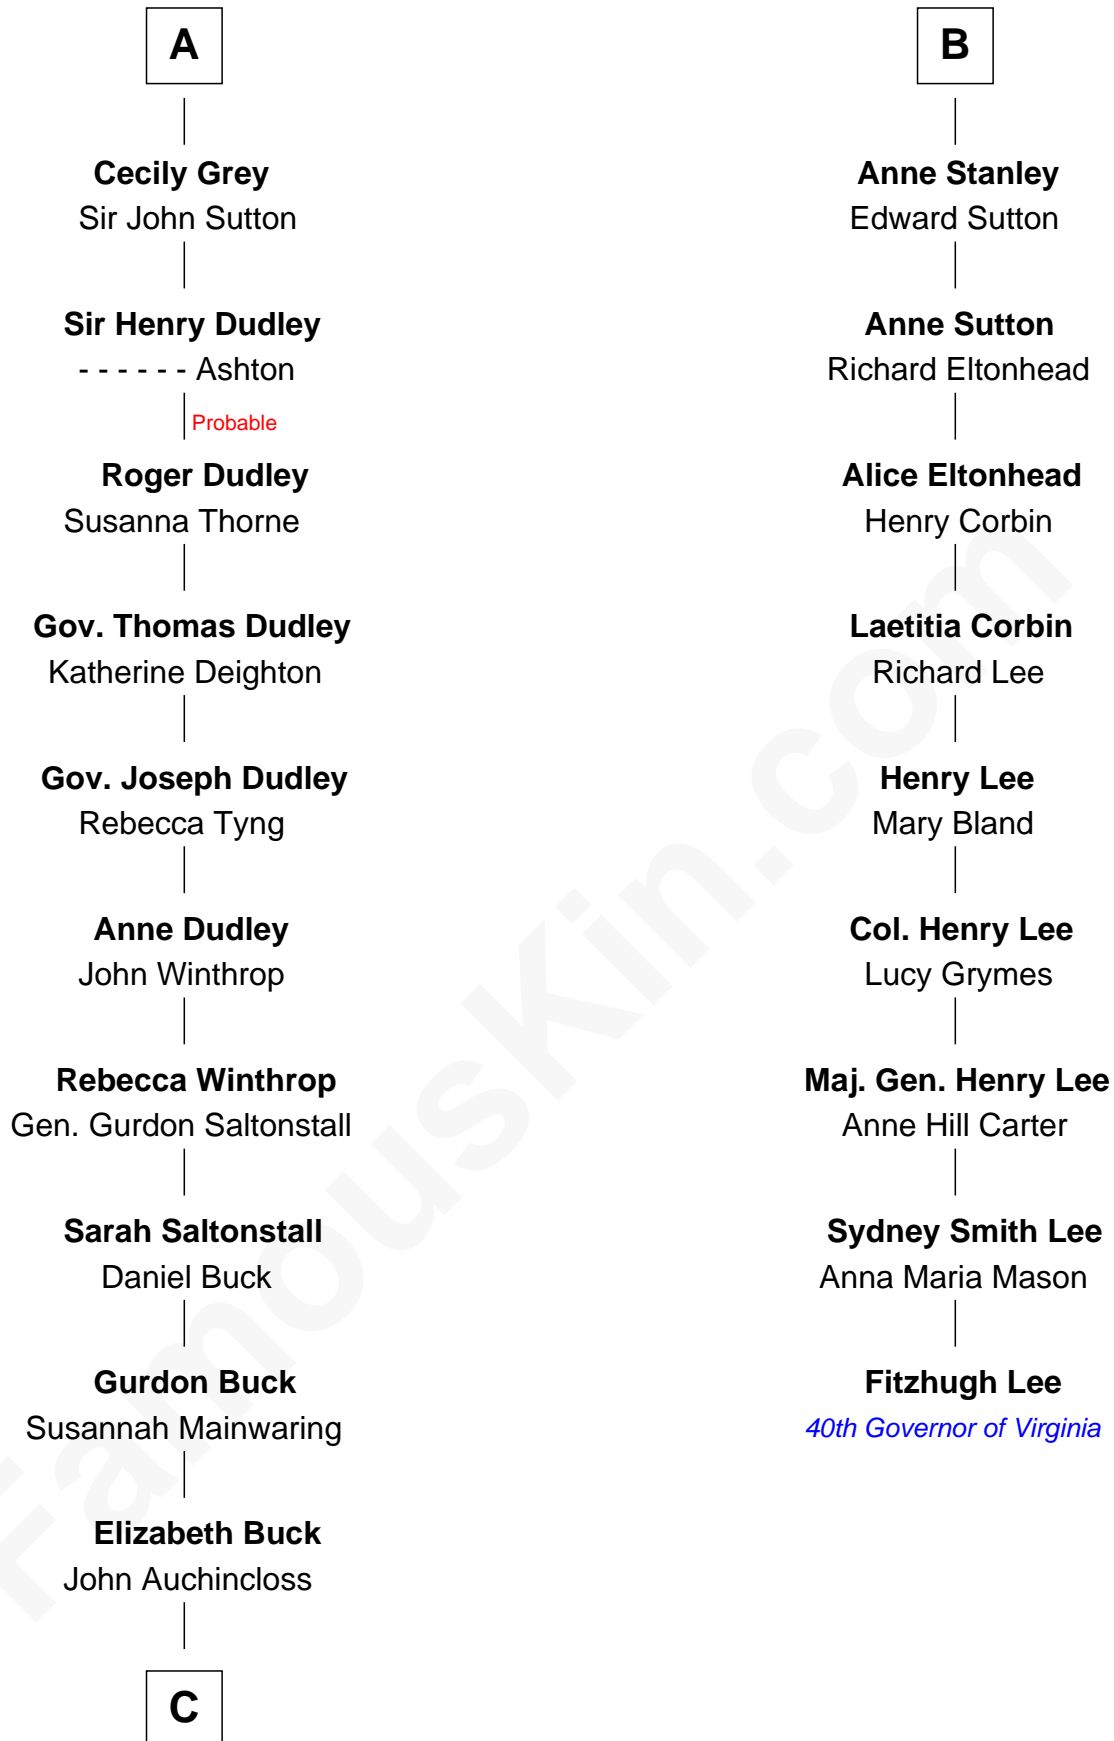 A
Cecily Grey
Sir John Sutton
Sir Henry Dudley
- - - - - - Ashton
Probable
Roger Dudley
Susanna Thorne
Gov. Thomas Dudley
Katherine Deighton
Gov. Joseph Dudley
Rebecca Tyng
Anne Dudley
John Winthrop
Rebecca Winthrop
Gen. Gurdon Saltonstall
Sarah Saltonstall
Daniel Buck
Gurdon Buck
Susannah Mainwaring
Elizabeth Buck
John Auchincloss
C
B
Anne Stanley
Edward Sutton
Anne Sutton
Richard Eltonhead
Alice Eltonhead
Henry Corbin
Laetitia Corbin
Richard Lee
Henry Lee
Mary Bland
Col. Henry Lee
Lucy Grymes
Maj. Gen. Henry Lee
Anne Hill Carter
Sydney Smith Lee
Anna Maria Mason
Fitzhugh Lee
40th Governor of Virginia
FamousKin.com